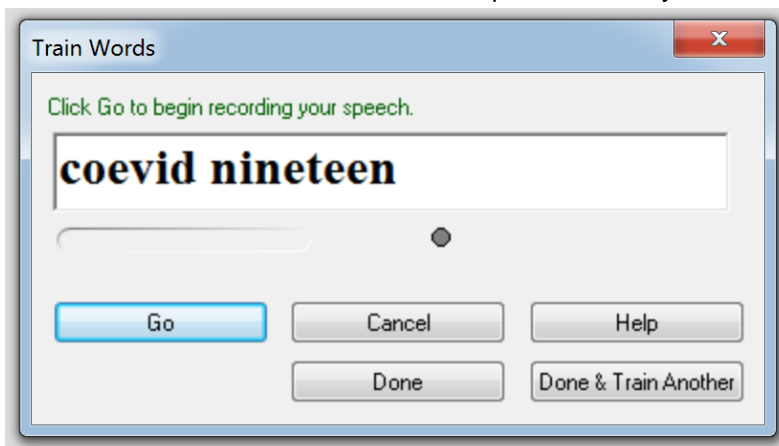 Train Words
Click Go to begin recording your speech.
coevid nineteen
Go Cancel Help
Done Done & Train Another